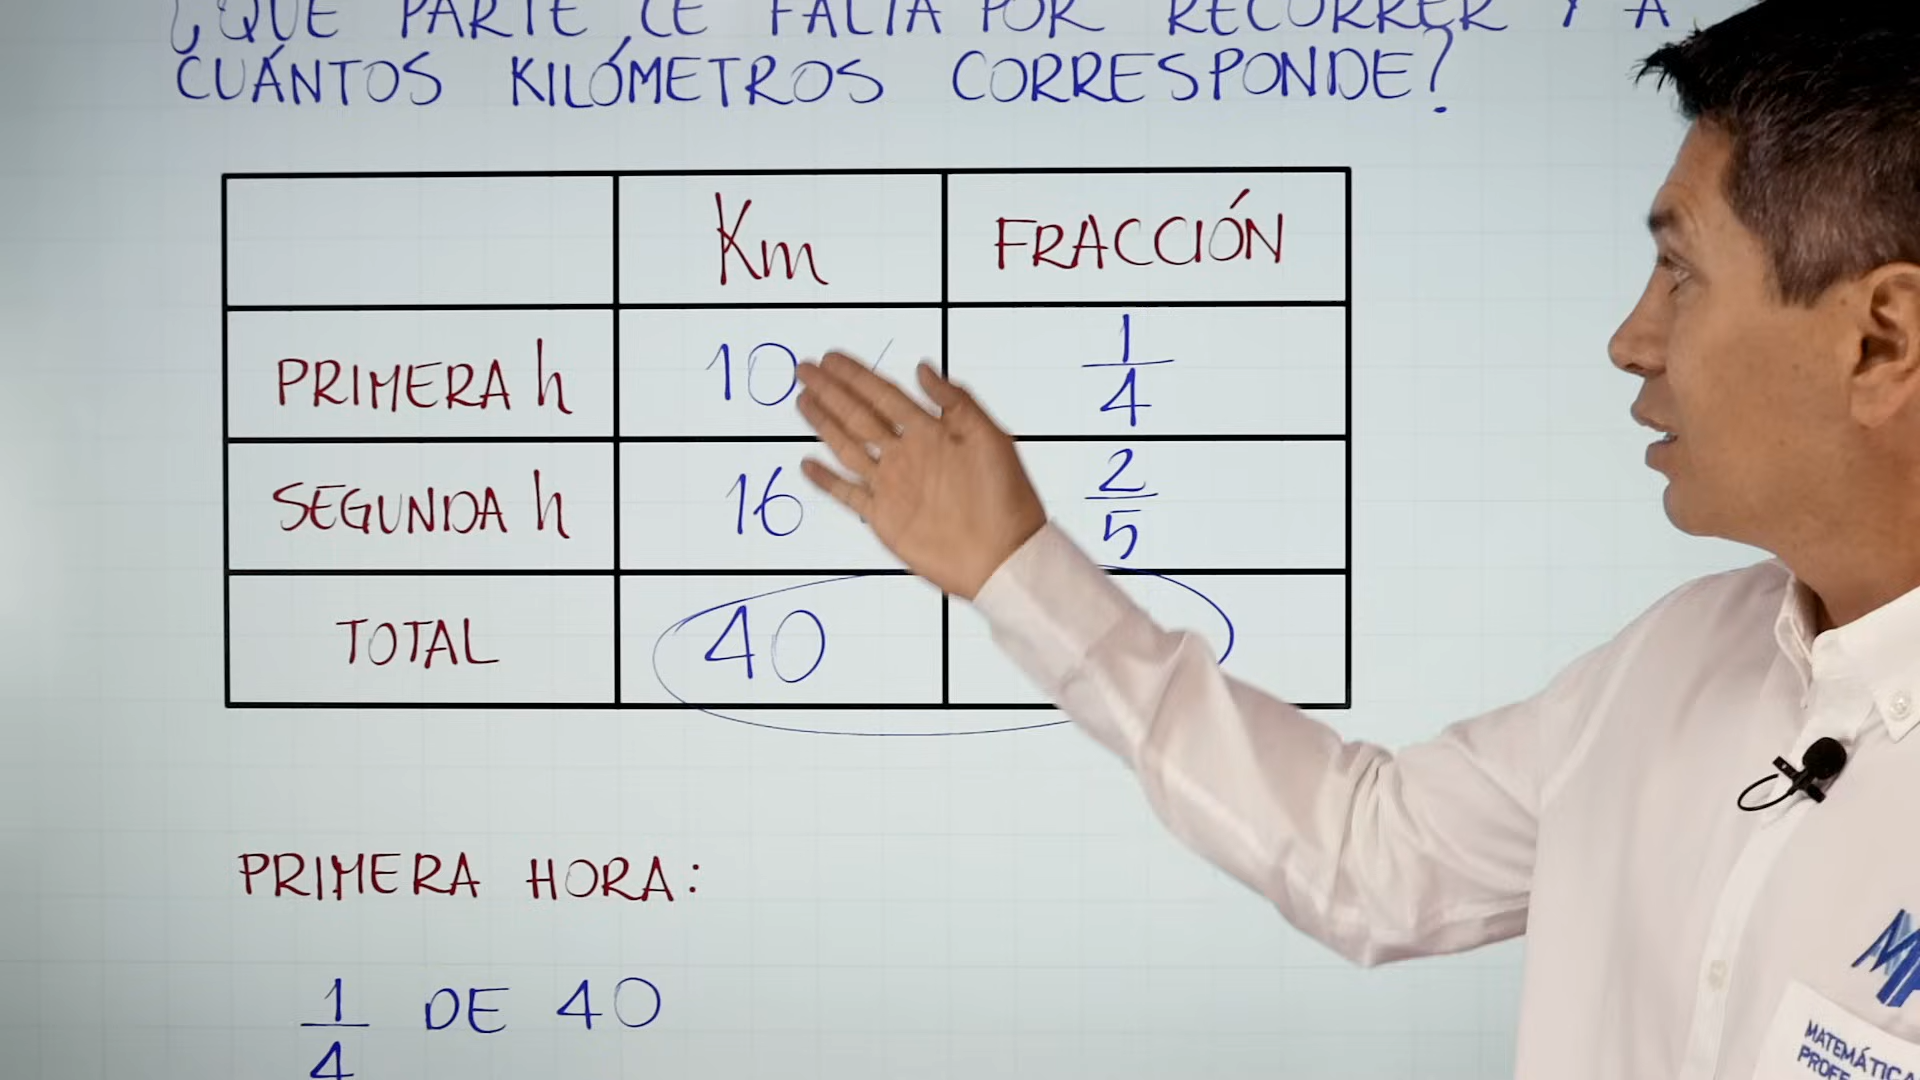 ¿QUÉ PARTE LE FALTA POR RECORRER Y A
CUÁNTOS KILÓMETROS CORRESPONDE?
Km FRACCIÓN
PRIMERA h 10 1/4
SEGUNDA h 16 2/5
TOTAL 40
PRIMERA HORA:
1/4 DE 40